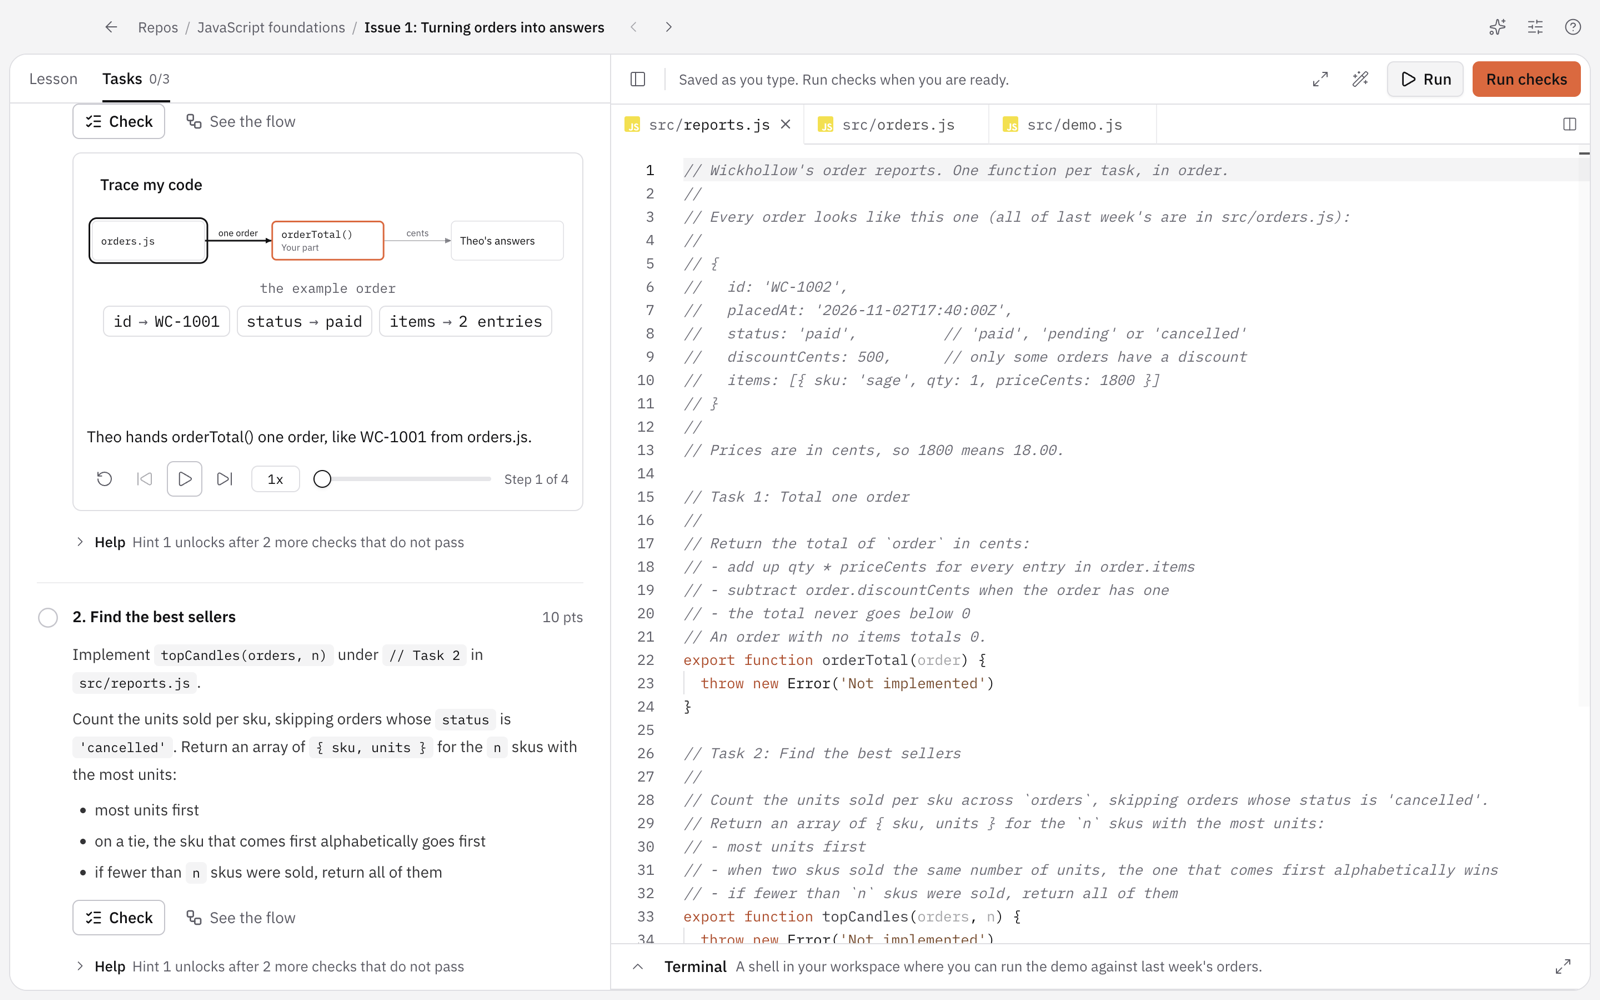 Repos / JavaScript foundations / Issue 1: Turning orders into answers
Lesson
Tasks 0/3
Check
See the flow
Trace my code
orders.js
one order
orderTotal()
Your part
cents
Theo's answers
the example order
id → WC-1001
status → paid
items → 2 entries
Theo hands orderTotal() one order, like WC-1001 from orders.js.
1x
Step 1 of 4
Help Hint 1 unlocks after 2 more checks that do not pass
2. Find the best sellers
10 pts
Implement topCandles(orders, n) under // Task 2 in
src/reports.js .
Count the units sold per sku, skipping orders whose status is
'cancelled' . Return an array of { sku, units } for the n skus with
the most units:
• most units first
• on a tie, the sku that comes first alphabetically goes first
• if fewer than n skus were sold, return all of them
Check
See the flow
Help Hint 1 unlocks after 2 more checks that do not pass
Saved as you type. Run checks when you are ready.
Run
Run checks
JS src/reports.js
JS src/orders.js
JS src/demo.js
1 // Wickhollow's order reports. One function per task, in order.
2 //
3 // Every order looks like this one (all of last week's are in src/orders.js):
4 //
5 // {
6 //   id: 'WC-1002',
7 //   placedAt: '2026-11-02T17:40:00Z',
8 //   status: 'paid',          // 'paid', 'pending' or 'cancelled'
9 //   discountCents: 500,      // only some orders have a discount
10 //   items: [{ sku: 'sage', qty: 1, priceCents: 1800 }]
11 // }
12 //
13 // Prices are in cents, so 1800 means 18.00.
14
15 // Task 1: Total one order
16 //
17 // Return the total of `order` in cents:
18 // - add up qty * priceCents for every entry in order.items
19 // - subtract order.discountCents when the order has one
20 // - the total never goes below 0
21 // An order with no items totals 0.
22 export function orderTotal(order) {
23   throw new Error('Not implemented')
24 }
25
26 // Task 2: Find the best sellers
27 //
28 // Count the units sold per sku across `orders`, skipping orders whose status is 'cancelled'.
29 // Return an array of { sku, units } for the `n` skus with the most units:
30 // - most units first
31 // - when two skus sold the same number of units, the one that comes first alphabetically wins
32 // - if fewer than `n` skus were sold, return all of them
33 export function topCandles(orders, n) {
34   throw new Error('Not implemented')
Terminal A shell in your workspace where you can run the demo against last week's orders.